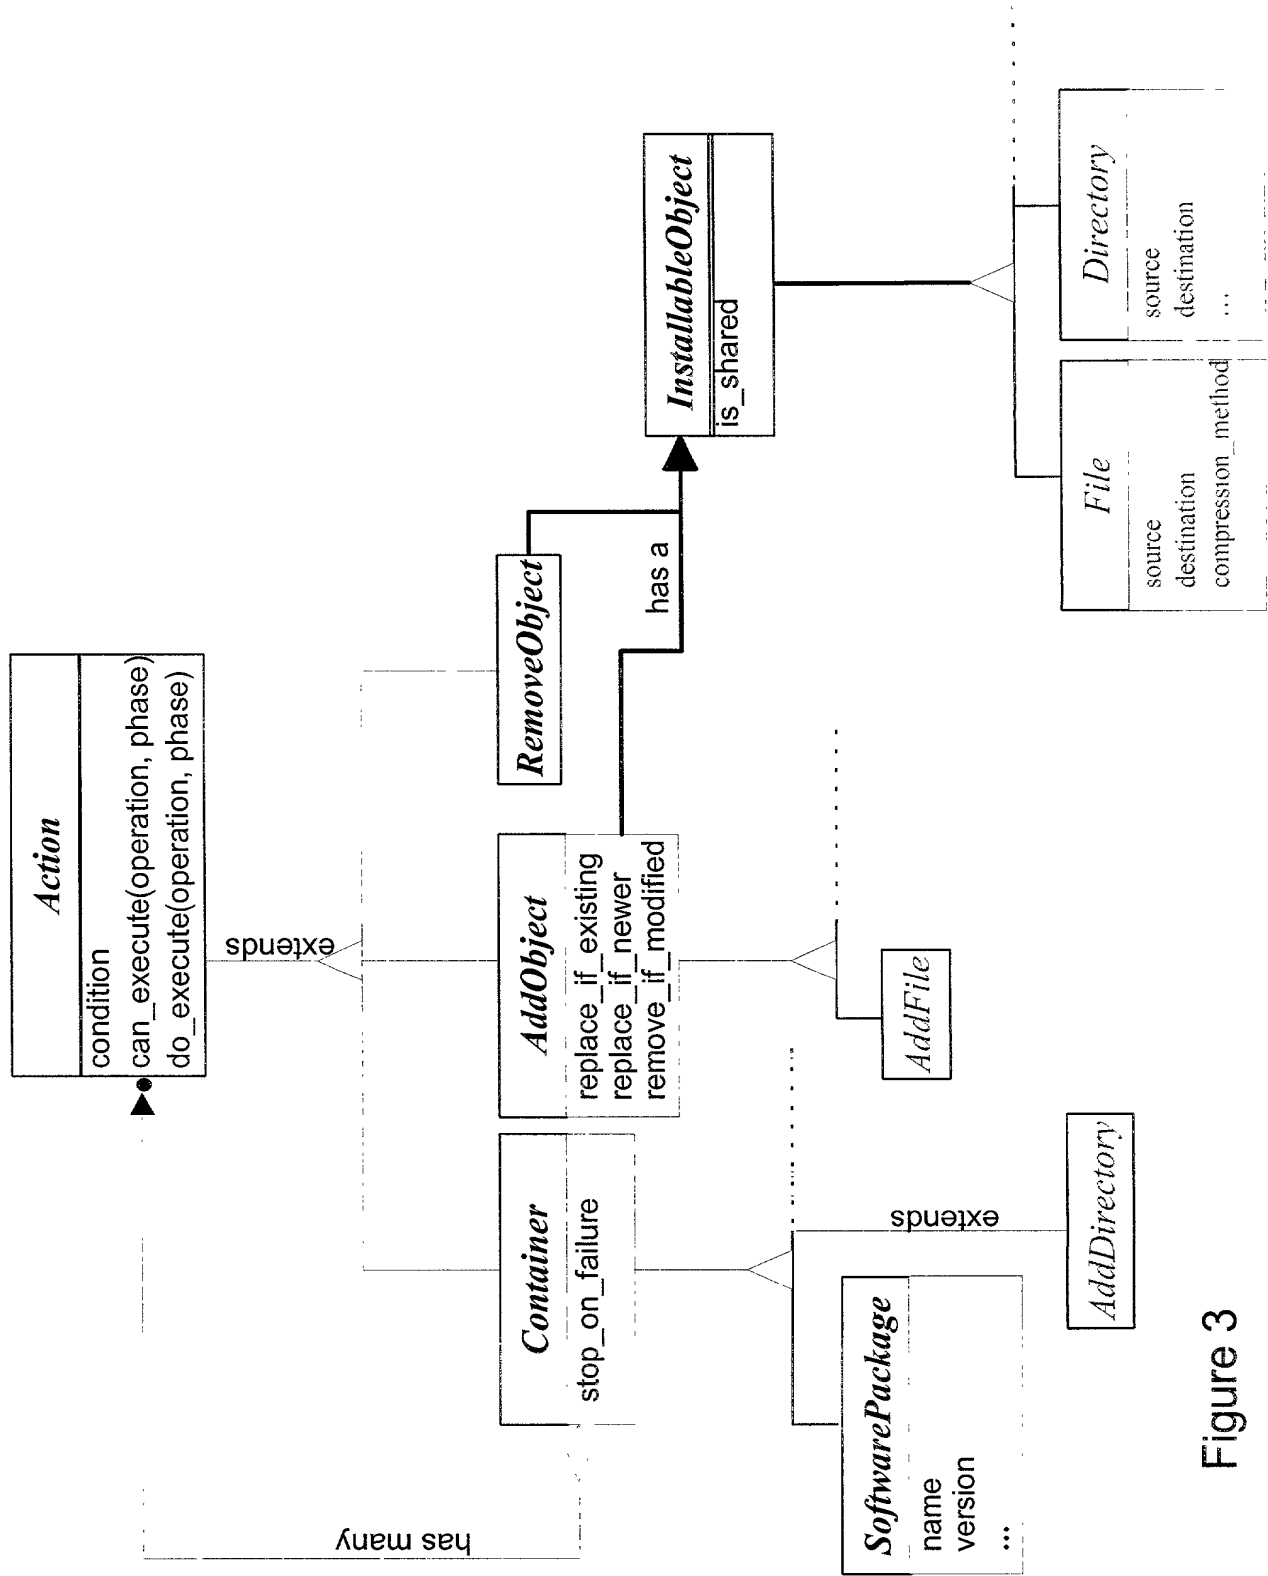 Action
condition
can_execute(operation, phase)
do_execute(operation, phase)
has many
extends
Container
stop_on_failure
AddObject
replace_if_existing
replace_if_newer
remove_if_modified
RemoveObject
has a
InstallableObject
is_shared
SoftwarePackage
name
version
...
extends
AddDirectory
AddFile
File
source
destination
compression_method
Directory
source
destination
...
Figure 3